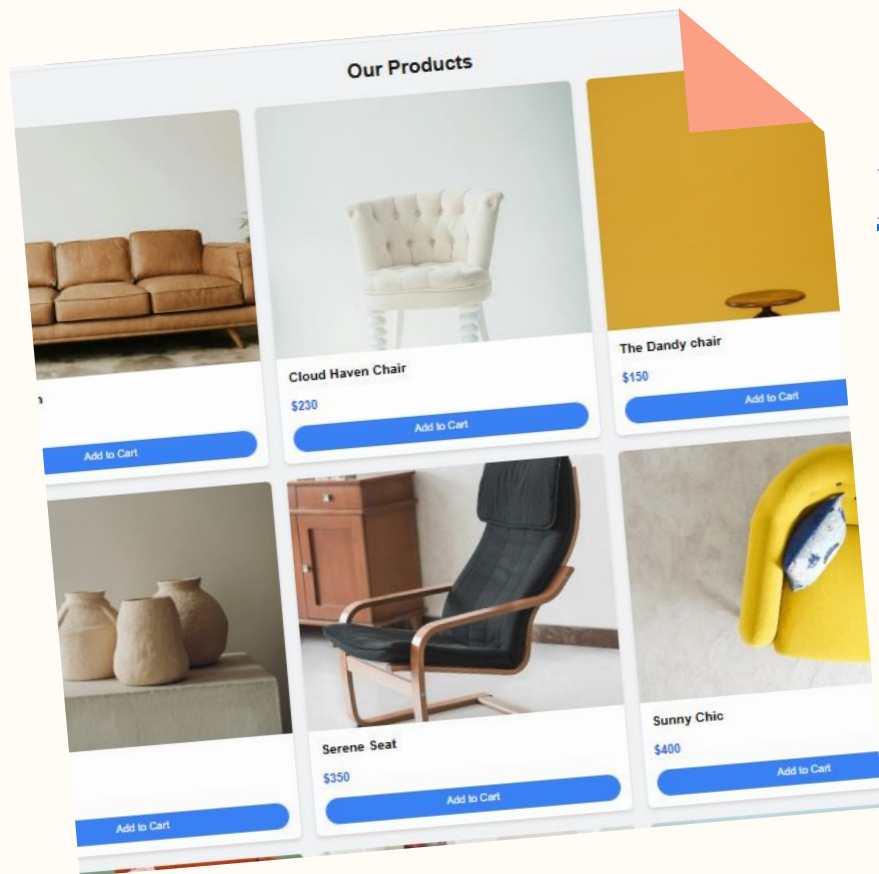 Our Products
Cloud Haven Chair
$230
Add to Cart
The Dandy chair
$150
Add to Cart
Add to Cart
Serene Seat
$350
Add to Cart
Sunny Chic
$400
Add to Cart
Add to Cart